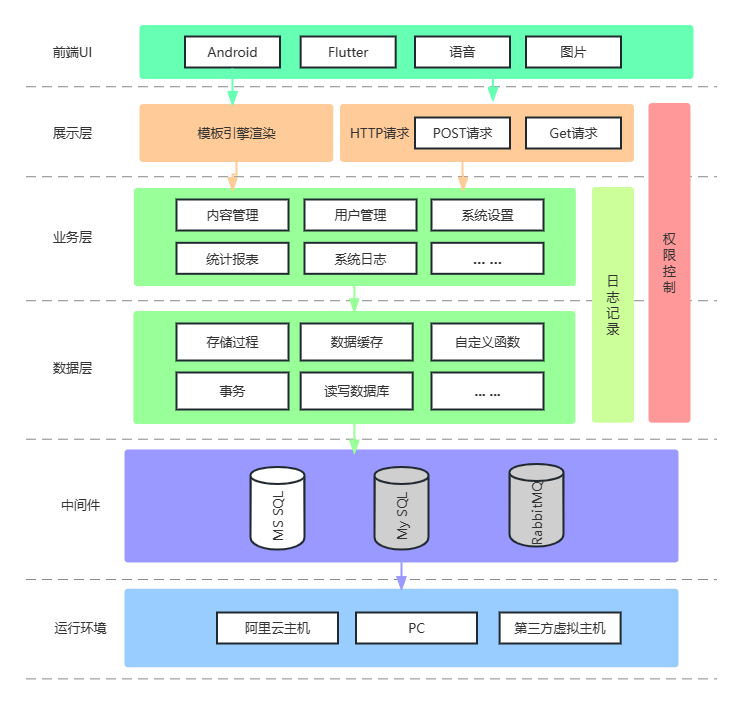 前端UI
Android
Flutter
语音
图片
展示层
模板引擎渲染
HTTP请求
POST请求
Get请求
业务层
内容管理
用户管理
系统设置
统计报表
系统日志
... ...
日志记录
权限控制
数据层
存储过程
数据缓存
自定义函数
事务
读写数据库
... ...
中间件
MS SQL
My SQL
RabbitMQ
运行环境
阿里云主机
PC
第三方虚拟主机